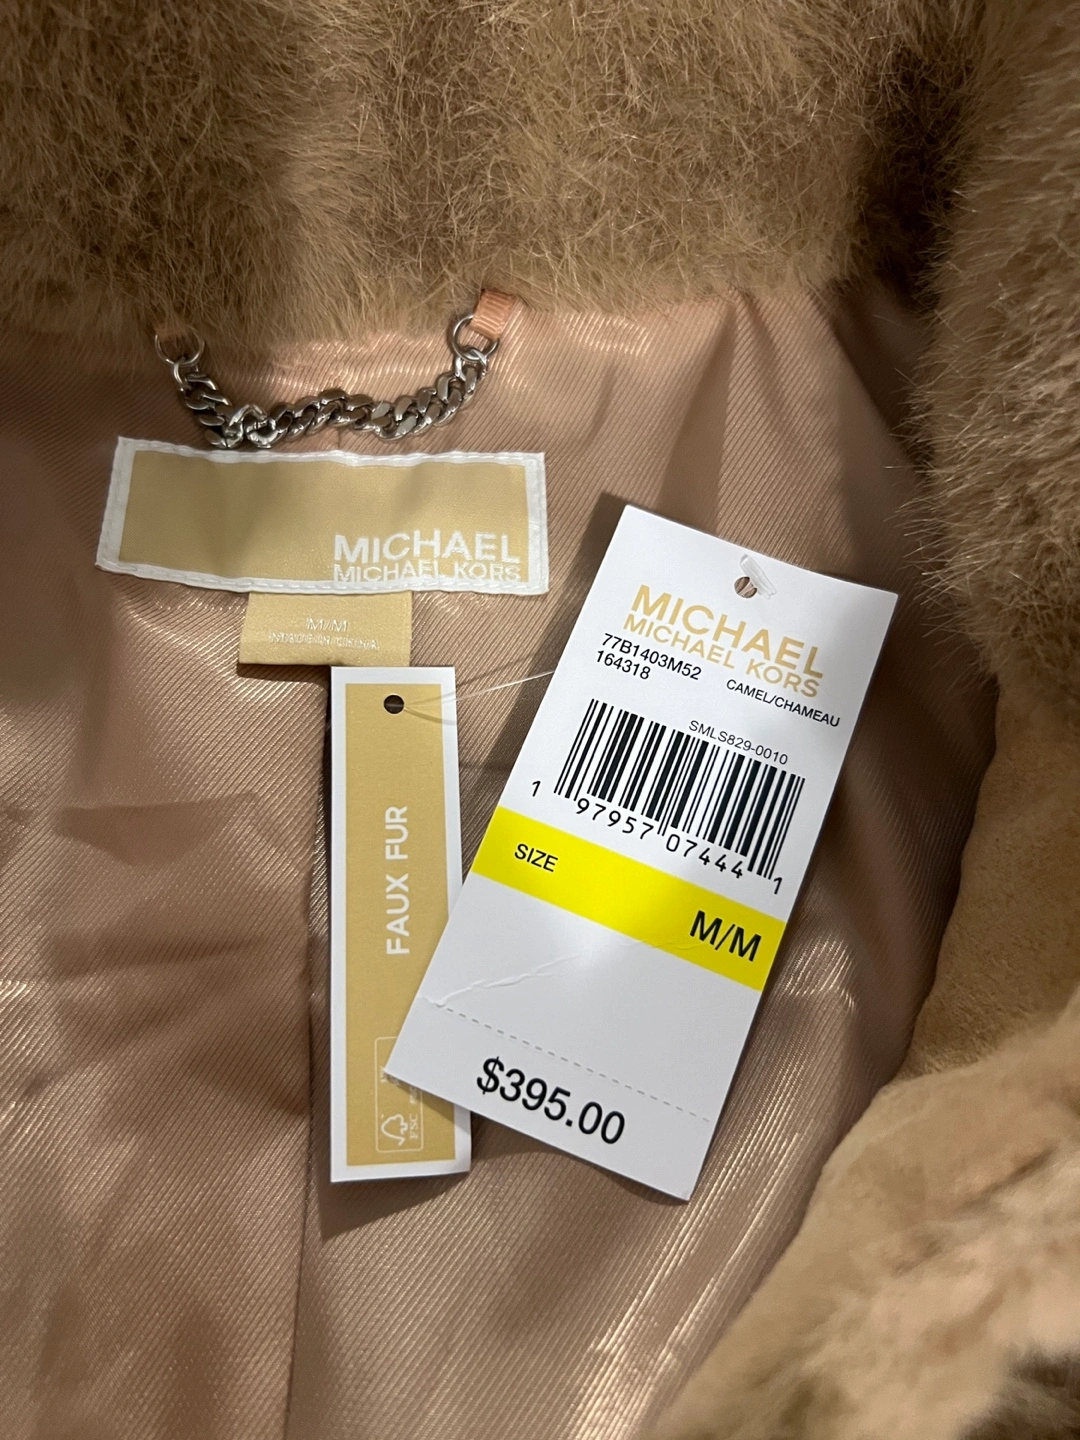 MICHAEL
MICHAEL KORS
M/M
MADE IN CHINA
FAUX FUR
FSC
MICHAEL
MICHAEL KORS
77B1403M52
164318
CAMEL/CHAMEAU
SMLS829-0010
1 97957 07444 1
SIZE
M/M
$395.00